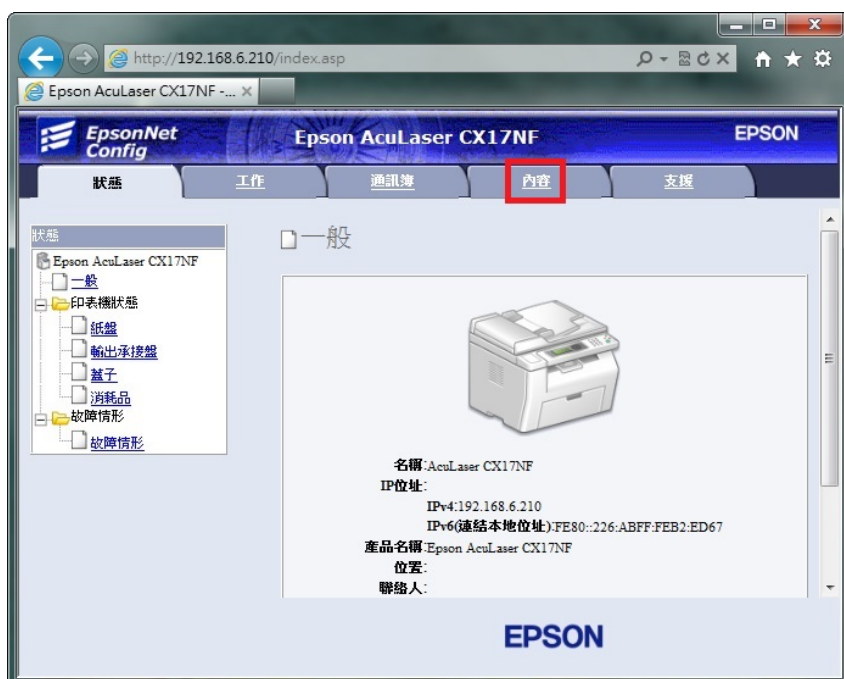 http://192.168.6.210/index.asp
Epson AcuLaser CX17NF -...
EpsonNet
Config
Epson AcuLaser CX17NF
EPSON
狀態
工作
通訊簿
內容
支援
狀態
Epson AcuLaser CX17NF
一般
印表機狀態
紙盤
輸出承接盤
蓋子
消耗品
故障情形
故障情形
一般
名稱:AcuLaser CX17NF
IP位址:
IPv4:192.168.6.210
IPv6(連結本地位址):FE80::226:ABFF:FEB2:ED67
產品名稱:Epson AcuLaser CX17NF
位置:
聯絡人:
EPSON